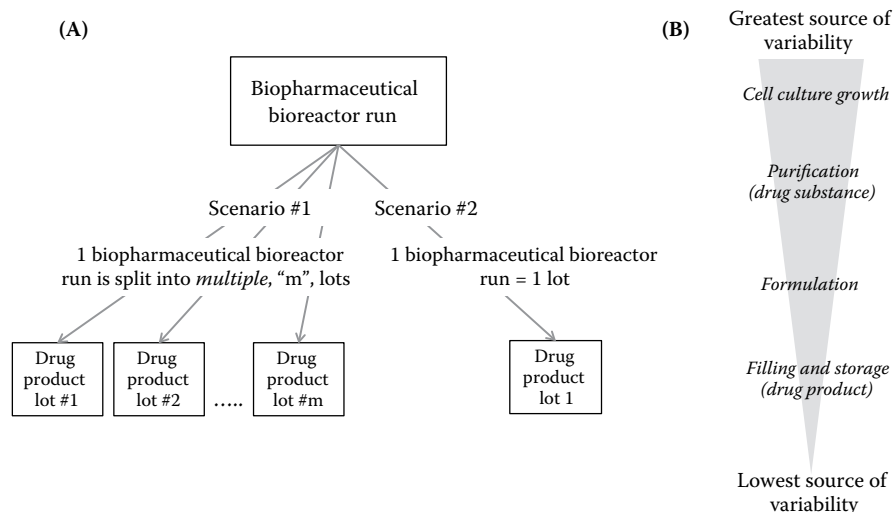 (A)
Biopharmaceutical
bioreactor run
Scenario #1
Scenario #2
1 biopharmaceutical bioreactor
run is split into multiple, “m”, lots
1 biopharmaceutical bioreactor
run = 1 lot
Drug
product
lot #1
Drug
product
lot #2
.....
Drug
product
lot #m
Drug
product
lot 1
(B)
Greatest source of
variability
Cell culture growth
Purification
(drug substance)
Formulation
Filling and storage
(drug product)
Lowest source of
variability